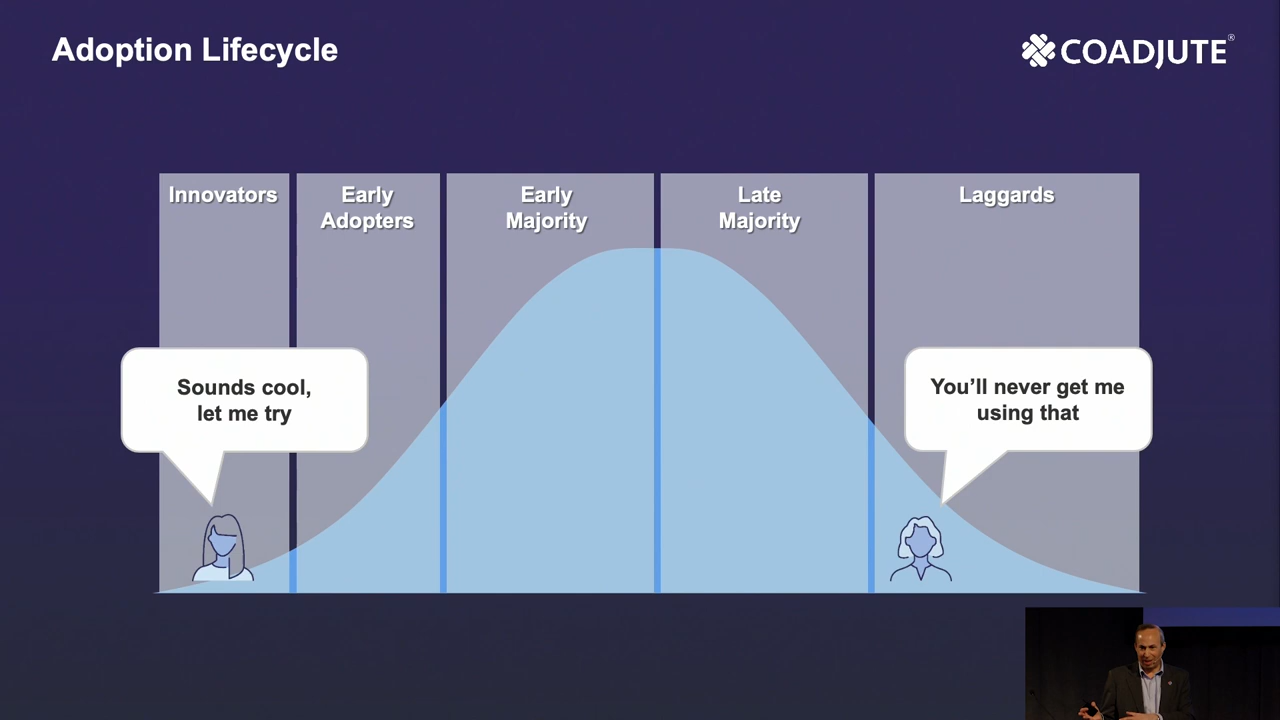 Adoption Lifecycle
COADJUTE®
Innovators
Early
Adopters
Early
Majority
Late
Majority
Laggards
Sounds cool,
let me try
You’ll never get me
using that